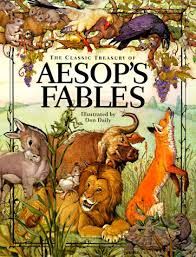 THE CLASSIC TREASURY OF
AESOP'S FABLES
Illustrated by
Don Daily